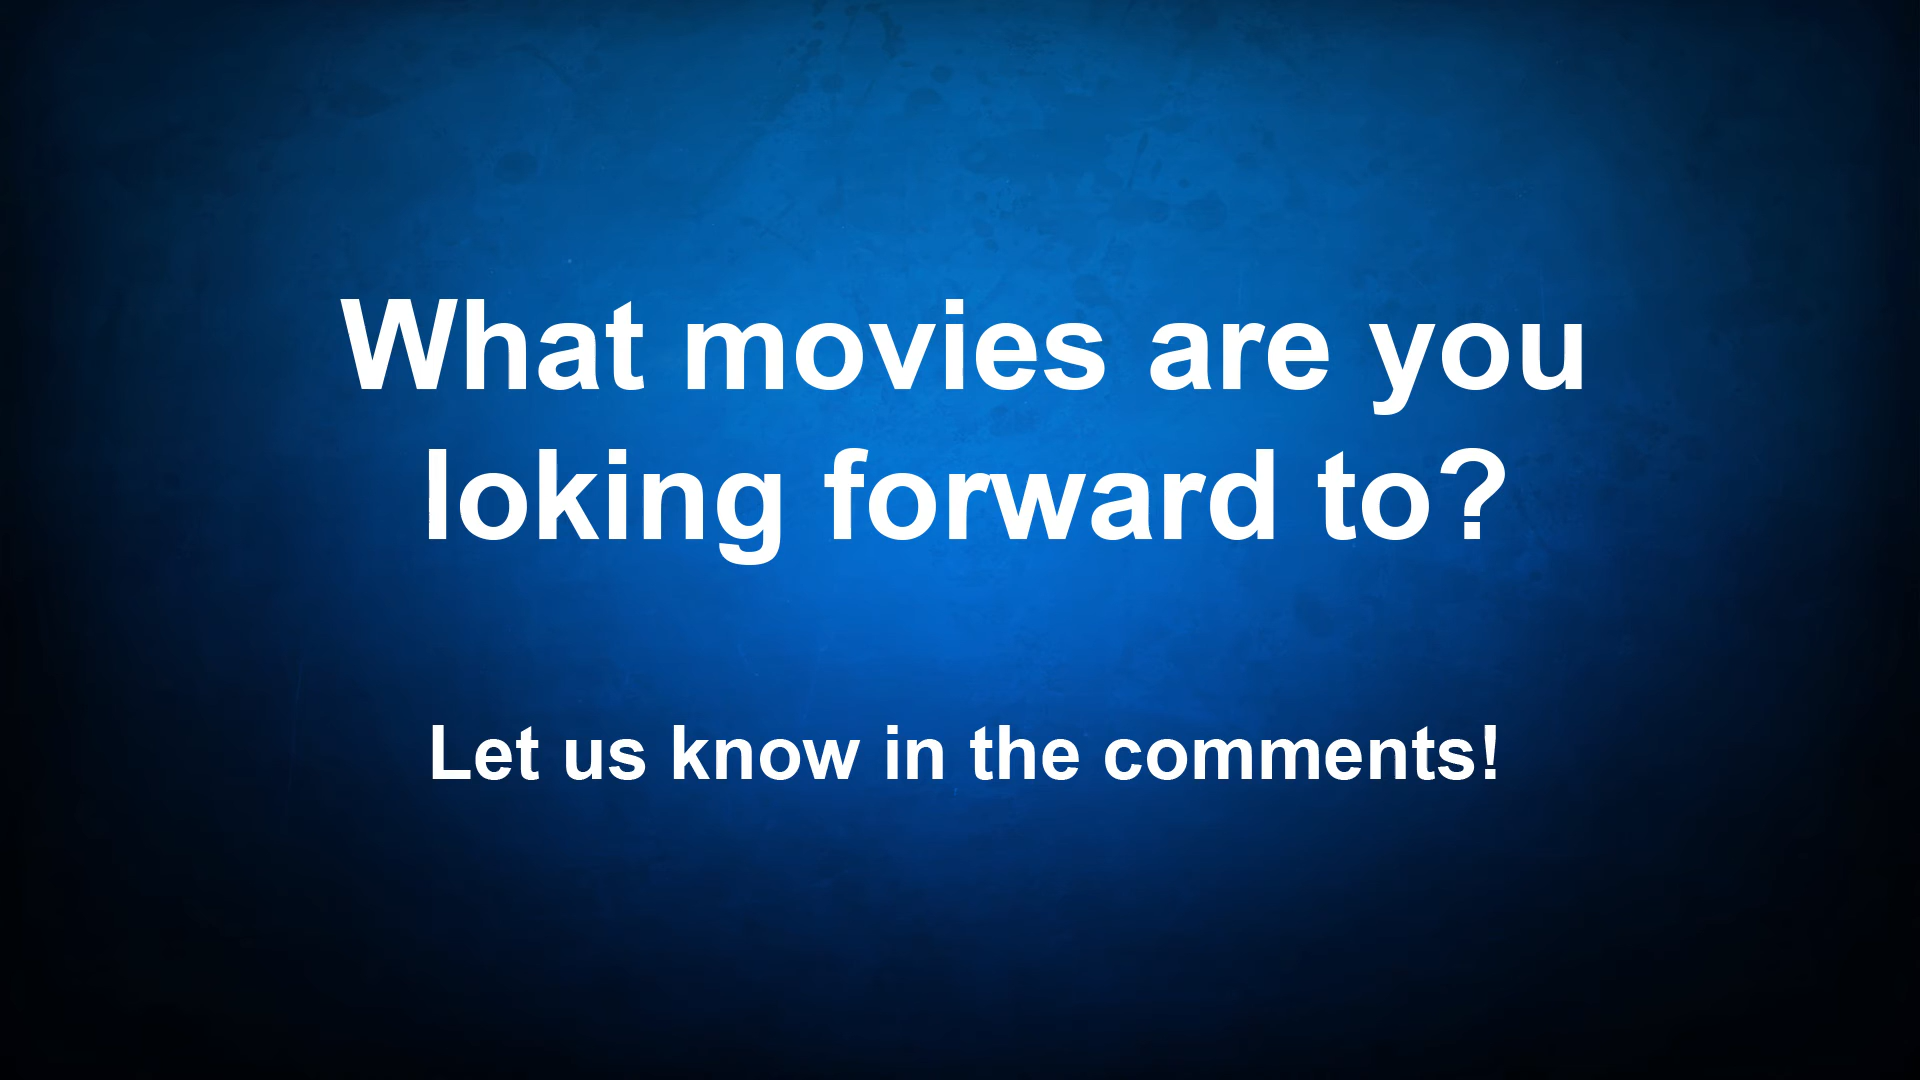 What movies are you
loking forward to?
Let us know in the comments!